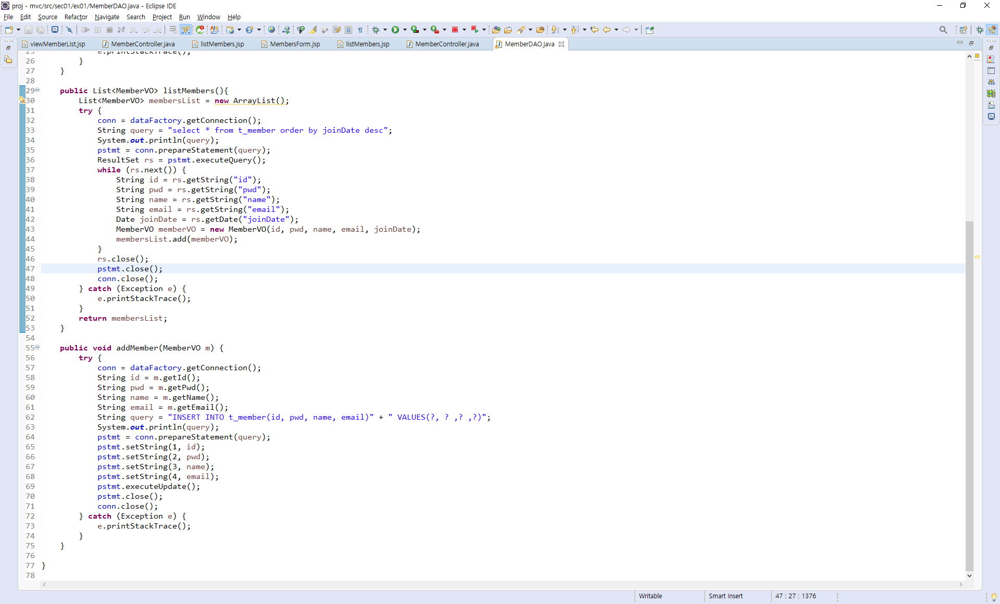 proj - mvc/src/sec01/ex01/MemberDAO.java - Eclipse IDE
File Edit Source Refactor Navigate Search Project Run Window Help
viewMemberList.jsp MemberController.java listMembers.jsp MembersForm.jsp listMembers.jsp MemberController.java MemberDAO.java
25 e.printStackTrace();
26 }
27 }
28
29 public List<MemberVO> listMembers(){
30 List<MemberVO> membersList = new ArrayList();
31 try {
32 conn = dataFactory.getConnection();
33 String query = "select * from t_member order by joinDate desc";
34 System.out.println(query);
35 pstmt = conn.prepareStatement(query);
36 ResultSet rs = pstmt.executeQuery();
37 while (rs.next()) {
38 String id = rs.getString("id");
39 String pwd = rs.getString("pwd");
40 String name = rs.getString("name");
41 String email = rs.getString("email");
42 Date joinDate = rs.getDate("joinDate");
43 MemberVO memberVO = new MemberVO(id, pwd, name, email, joinDate);
44 membersList.add(memberVO);
45 }
46 rs.close();
47 pstmt.close();
48 conn.close();
49 } catch (Exception e) {
50 e.printStackTrace();
51 }
52 return membersList;
53 }
54
55 public void addMember(MemberVO m) {
56 try {
57 conn = dataFactory.getConnection();
58 String id = m.getId();
59 String pwd = m.getPwd();
60 String name = m.getName();
61 String email = m.getEmail();
62 String query = "INSERT INTO t_member(id, pwd, name, email)" + " VALUES(?, ? ,? ,?)";
63 System.out.println(query);
64 pstmt = conn.prepareStatement(query);
65 pstmt.setString(1, id);
66 pstmt.setString(2, pwd);
67 pstmt.setString(3, name);
68 pstmt.setString(4, email);
69 pstmt.executeUpdate();
70 pstmt.close();
71 conn.close();
72 } catch (Exception e) {
73 e.printStackTrace();
74 }
75 }
76
77 }
78
Writable Smart Insert 47 : 27 : 1376